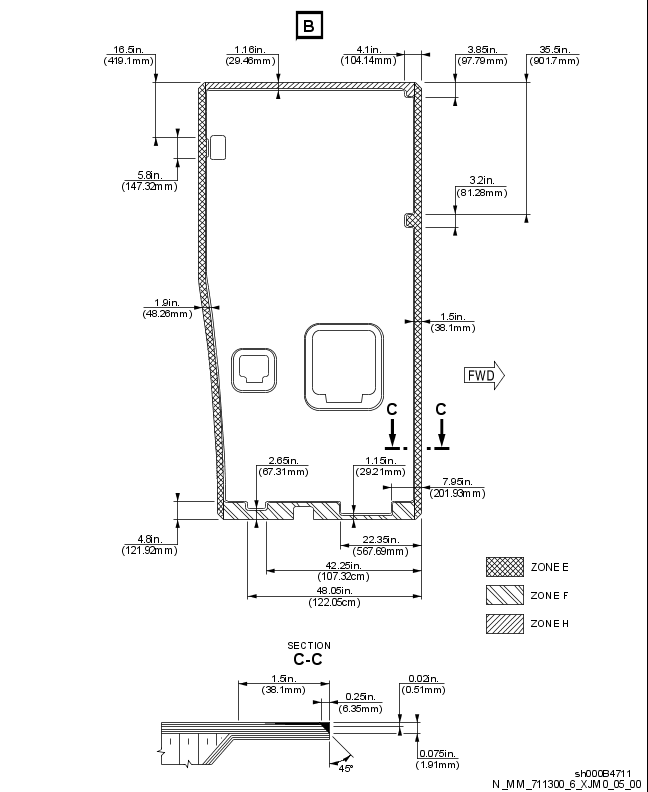 B
16.5in.
(419.1mm)
1.16in.
(29.46mm)
4.1in.
(104.14mm)
3.85in.
(97.79mm)
35.5in.
(901.7mm)
5.8in.
(147.32mm)
3.2in.
(81.28mm)
1.9in.
(48.26mm)
1.5in.
(38.1mm)
FWD
C C
2.65in.
(67.31mm)
1.15in.
(29.21mm)
7.95in.
(201.93mm)
4.8in.
(121.92mm)
22.35in.
(567.69mm)
42.25in.
(107.32cm)
48.05in.
(122.05cm)
ZONE E
ZONE F
ZONE H
SECTION
C-C
1.5in.
(38.1mm)
0.25in.
(6.35mm)
0.02in.
(0.51mm)
0.075in.
(1.91mm)
45°
sh000B4711
N_MM_711300_6_XJM0_05_00